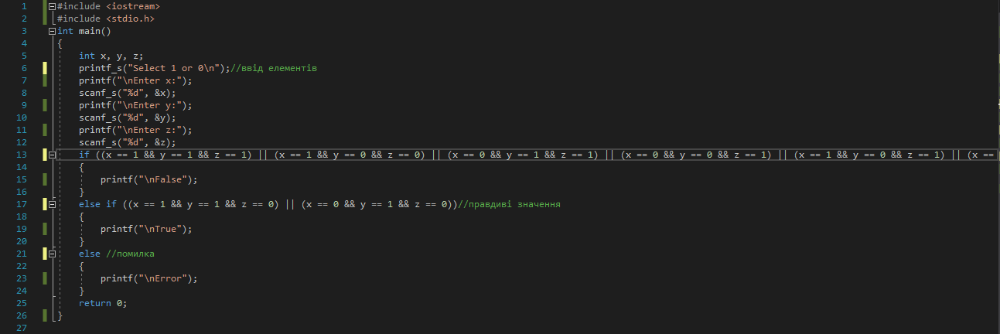 1 #include <iostream>
2 #include <stdio.h>
3 int main()
4 {
5 int x, y, z;
6 printf_s("Select 1 or 0\n");//ввід елементів
7 printf("\nEnter x:");
8 scanf_s("%d", &x);
9 printf("\nEnter y:");
10 scanf_s("%d", &y);
11 printf("\nEnter z:");
12 scanf_s("%d", &z);
13 if ((x == 1 && y == 1 && z == 1) || (x == 1 && y == 0 && z == 0) || (x == 0 && y == 1 && z == 1) || (x == 0 && y == 0 && z == 1) || (x == 1 && y == 0 && z == 1) || (x ==
14 {
15 printf("\nFalse");
16 }
17 else if ((x == 1 && y == 1 && z == 0) || (x == 0 && y == 1 && z == 0))//правдиві значення
18 {
19 printf("\nTrue");
20 }
21 else //помилка
22 {
23 printf("\nError");
24 }
25 return 0;
26 }
27